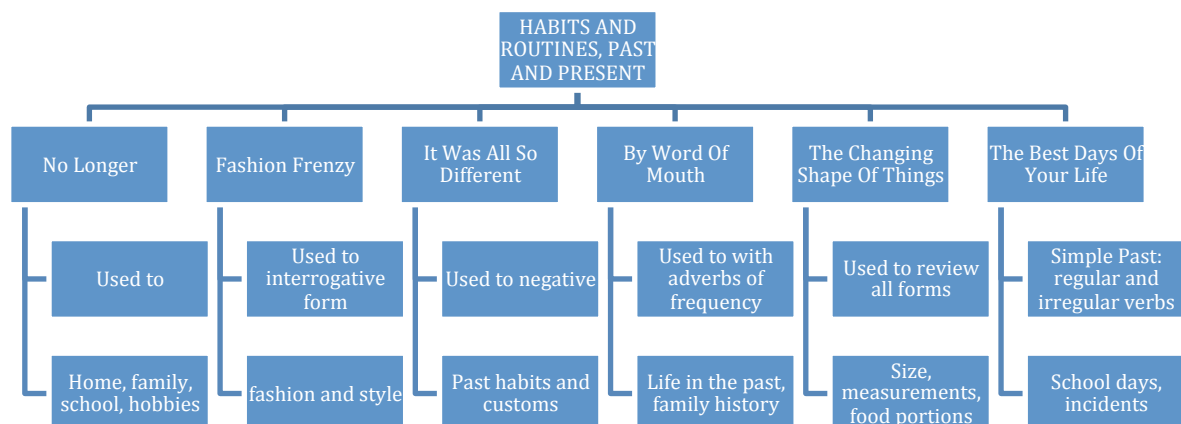 HABITS AND
ROUTINES, PAST
AND PRESENT
No Longer
Fashion Frenzy
It Was All So
Different
By Word Of
Mouth
The Changing
Shape Of Things
The Best Days Of
Your Life
Used to
Used to
interrogative
form
Used to negative
Used to with
adverbs of
frequency
Used to review
all forms
Simple Past:
regular and
irregular verbs
Home, family,
school, hobbies
fashion and style
Past habits and
customs
Life in the past,
family history
Size,
measurements,
food portions
School days,
incidents